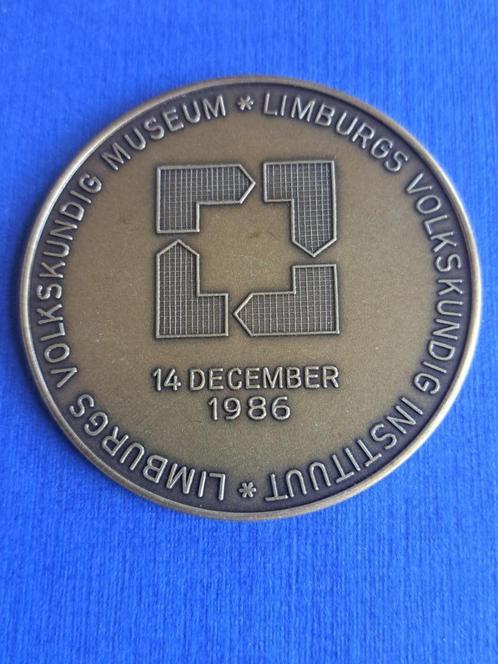 LIMBURGS VOLKSKUNDIG MUSEUM * LIMBURGS VOLKSKUNDIG INSTITUUT *
14 DECEMBER
1986